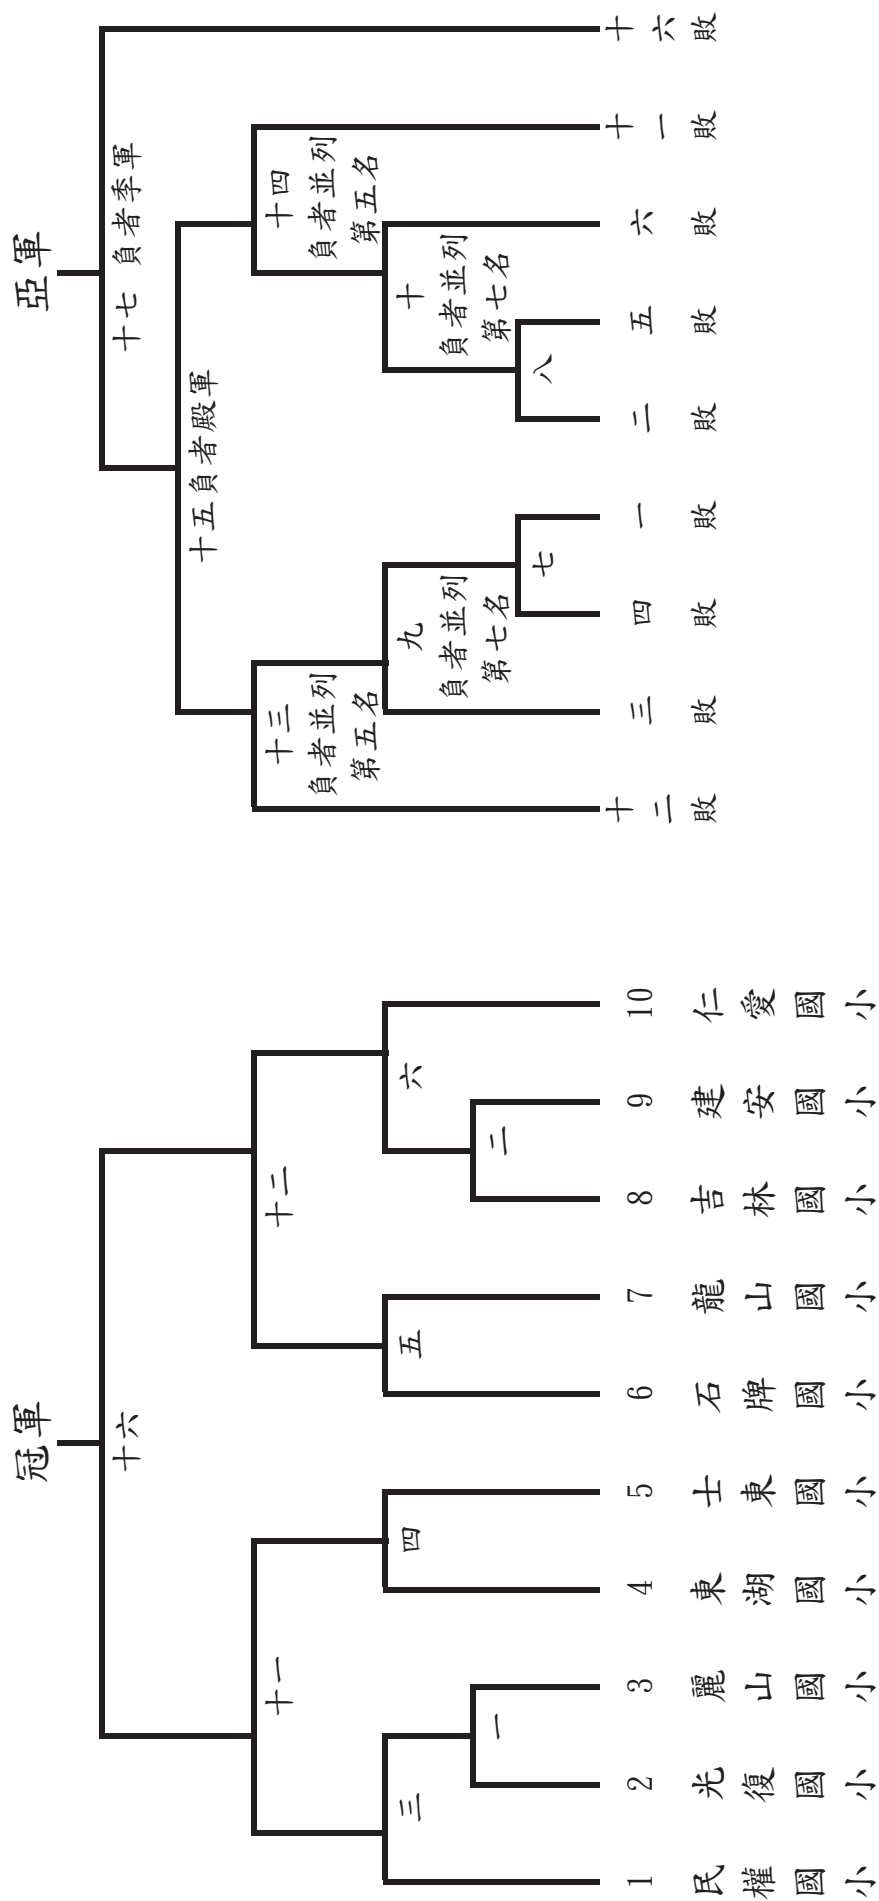 冠軍
十六
十一
十二
三
四
五
六
一
二
1 2 3 4 5 6 7 8 9 10
民權國小
光復國小
麗山國小
東湖國小
士東國小
石牌國小
龍山國小
吉林國小
建安國小
仁愛國小
亞軍
十七 負者季軍
十五負者殿軍
十三
負者並列
第五名
十四
負者並列
第五名
九
負者並列
第七名
十
負者並列
第七名
七
八
十二敗
三敗
四敗
一敗
二敗
五敗
六敗
十一敗
十六敗